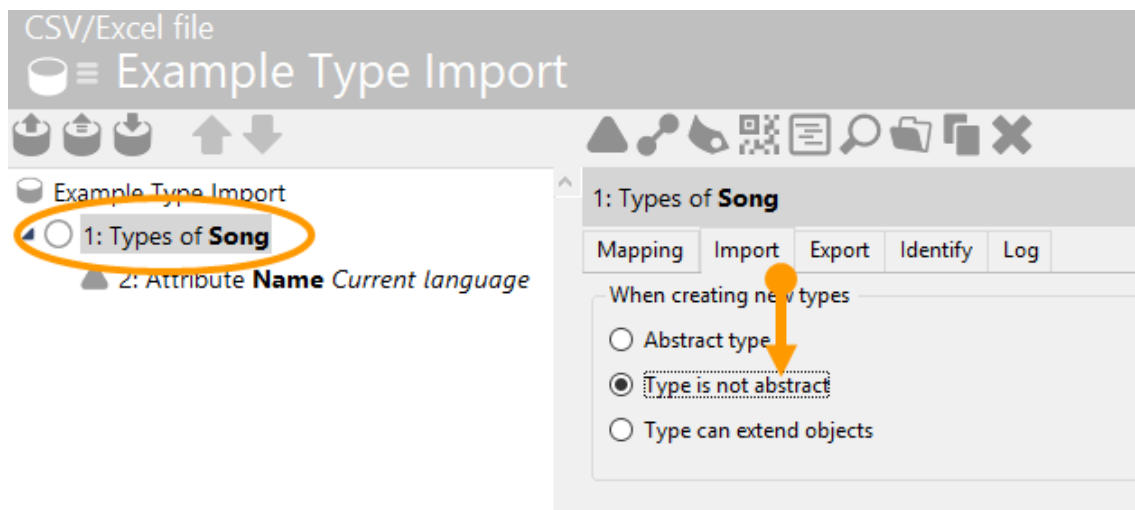 CSV/Excel file
Example Type Import
Example Type Import
1: Types of Song
2: Attribute Name Current language
1: Types of Song
Mapping Import Export Identify Log
When creating new types
Abstract type
Type is not abstract
Type can extend objects